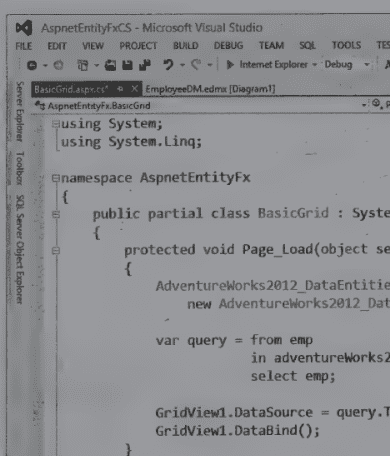 AspnetEntityFxCS - Microsoft Visual Studio
FILE EDIT VIEW PROJECT BUILD DEBUG TEAM SQL TOOLS
Internet Explorer Debug
BasicGrid.aspx.cs* EmployeeDM.edmx [Diagram1]
AspnetEntityFx.BasicGrid
Server Explorer Toolbox SQL Server Object Explorer
using System;
using System.Linq;
namespace AspnetEntityFx
{
public partial class BasicGrid : Syste
{
protected void Page_Load(object se
{
AdventureWorks2012_DataEntitie
new AdventureWorks2012_Dat
var query = from emp
in adventureWorks2
select emp;
GridView1.DataSource = query.T
GridView1.DataBind();
}